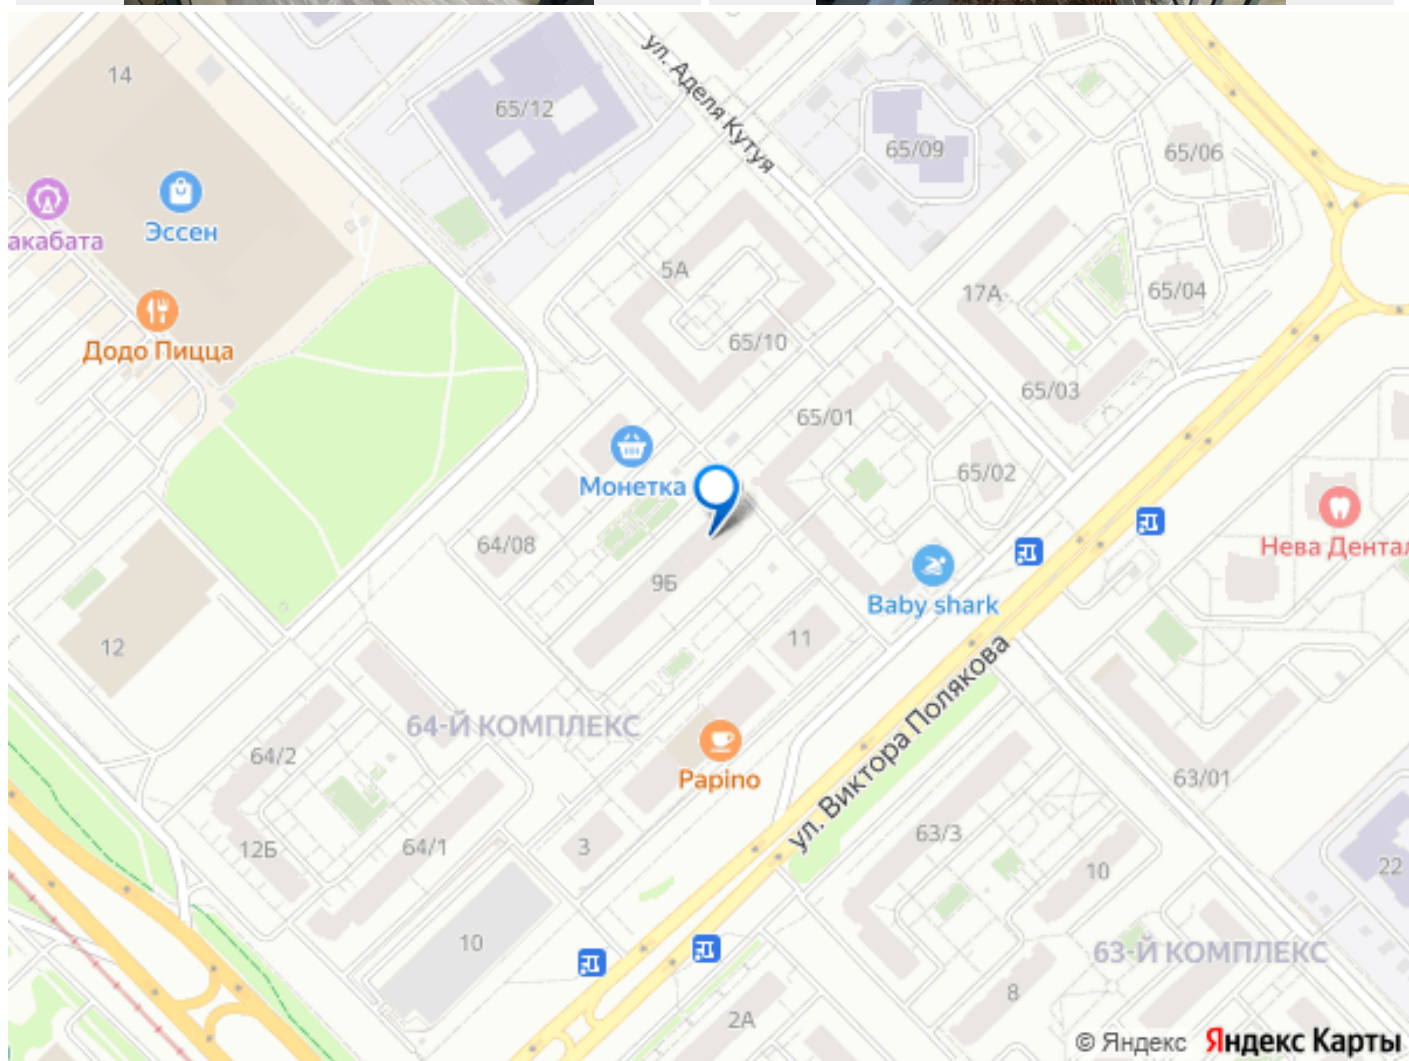 14
65/12
ул. Аделя Кутуя
65/09
65/06
акабата
Эссен
5А
17А
65/04
Додо Пицца
65/10
65/03
65/01
Монетка
65/02
64/08
Нева Дентал
9Б
Baby shark
12
11
64-Й КОМПЛЕКС
ул. Виктора Полякова
64/2
Papino
63/01
12Б
64/1
3
63/3
10
22
10
63-Й КОМПЛЕКС
8
2А
© Яндекс Яндекс Карты